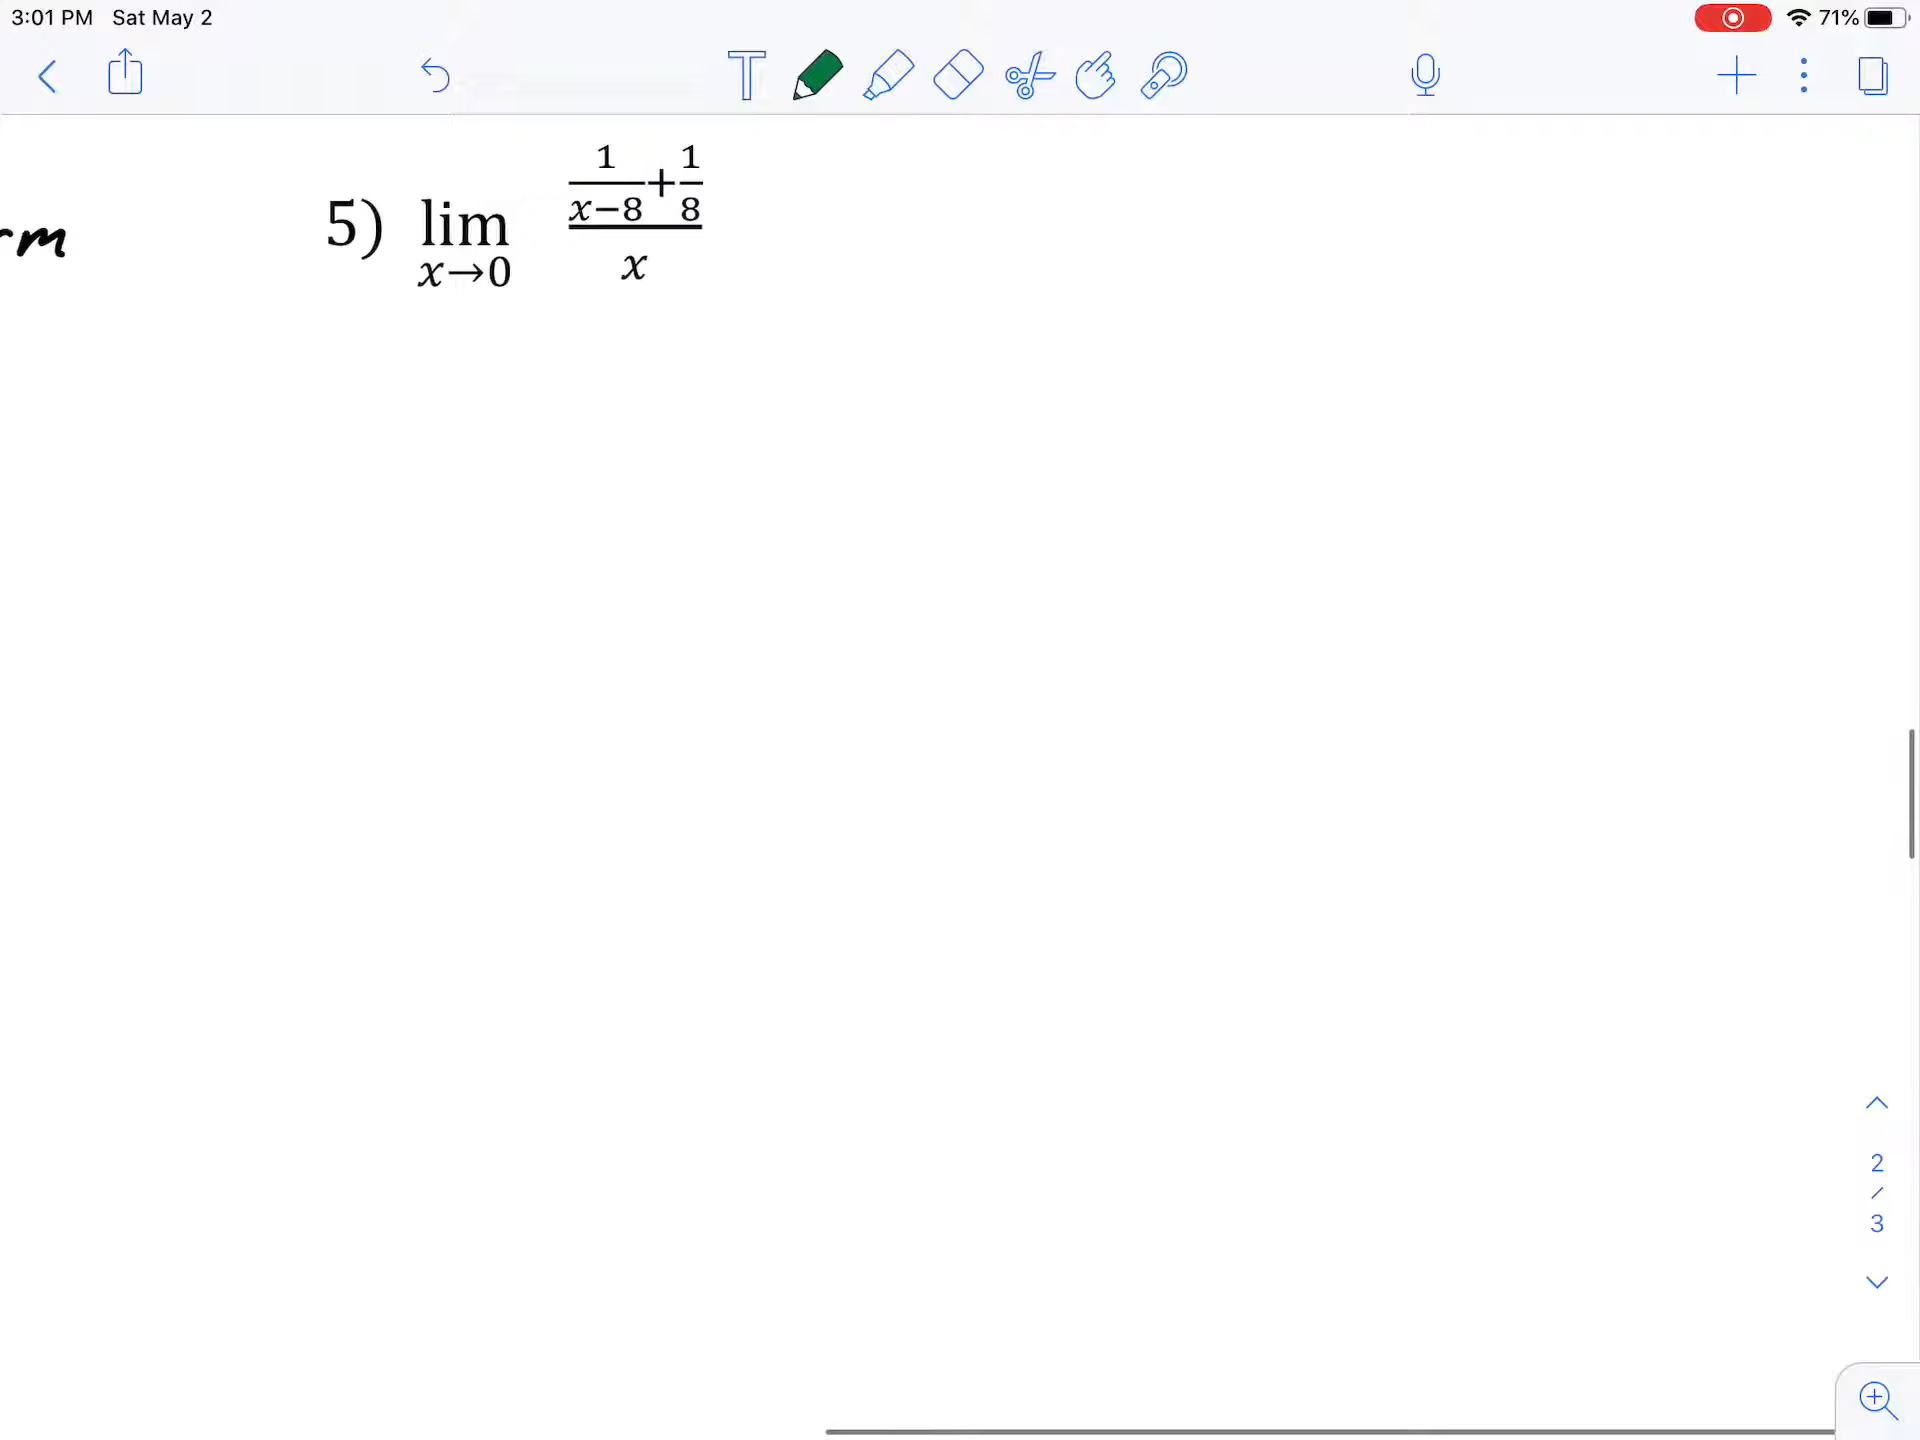 3:01 PM Sat May 2
71%
T
5) lim x→0 (1/(x−8) + 1/8)/x
2
/
3